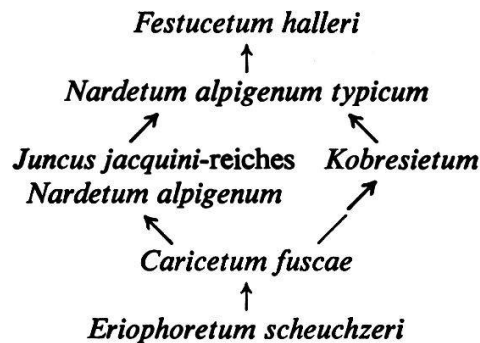 Festucetum halleri
Nardetum alpigenum typicum
Juncus jacquini-reiches Kobresietum
Nardetum alpigenum
Caricetum fuscae
Eriophoretum scheuchzeri